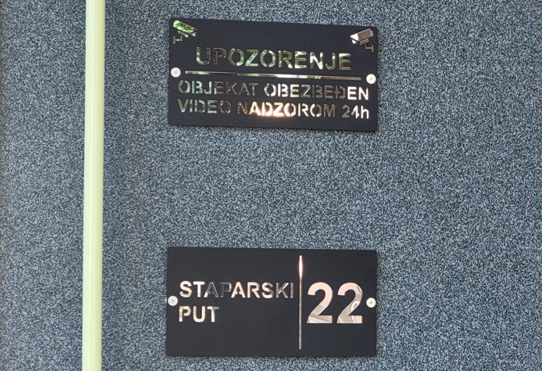 UPOZORENJE
OBJEKAT OBEZBEĐEN
VIDEO NADZOROM 24h
STAPARSKI
PUT
22